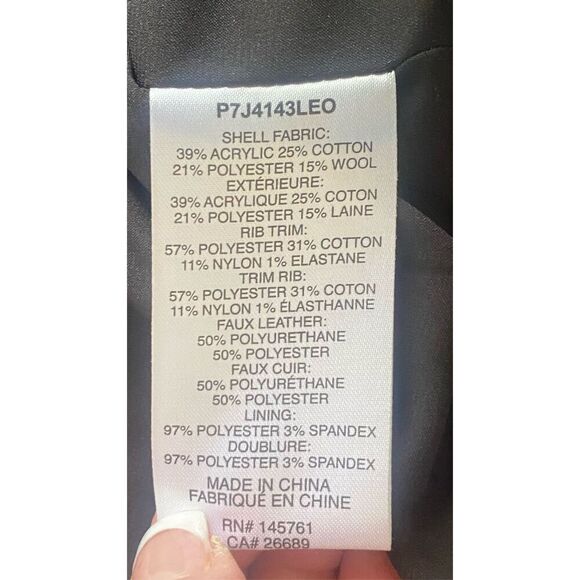 P7J4143LEO
SHELL FABRIC:
39% ACRYLIC 25% COTTON
21% POLYESTER 15% WOOL
EXTÉRIEURE:
39% ACRYLIQUE 25% COTON
21% POLYESTER 15% LAINE
RIB TRIM:
57% POLYESTER 31% COTTON
11% NYLON 1% ELASTANE
TRIM RIB:
57% POLYESTER 31% COTON
11% NYLON 1% ÉLASTHANNE
FAUX LEATHER:
50% POLYURETHANE
50% POLYESTER
FAUX CUIR:
50% POLYURÉTHANE
50% POLYESTER
LINING:
97% POLYESTER 3% SPANDEX
DOUBLURE:
97% POLYESTER 3% SPANDEX
MADE IN CHINA
FABRIQUÉ EN CHINE
RN# 145761
CA# 26689